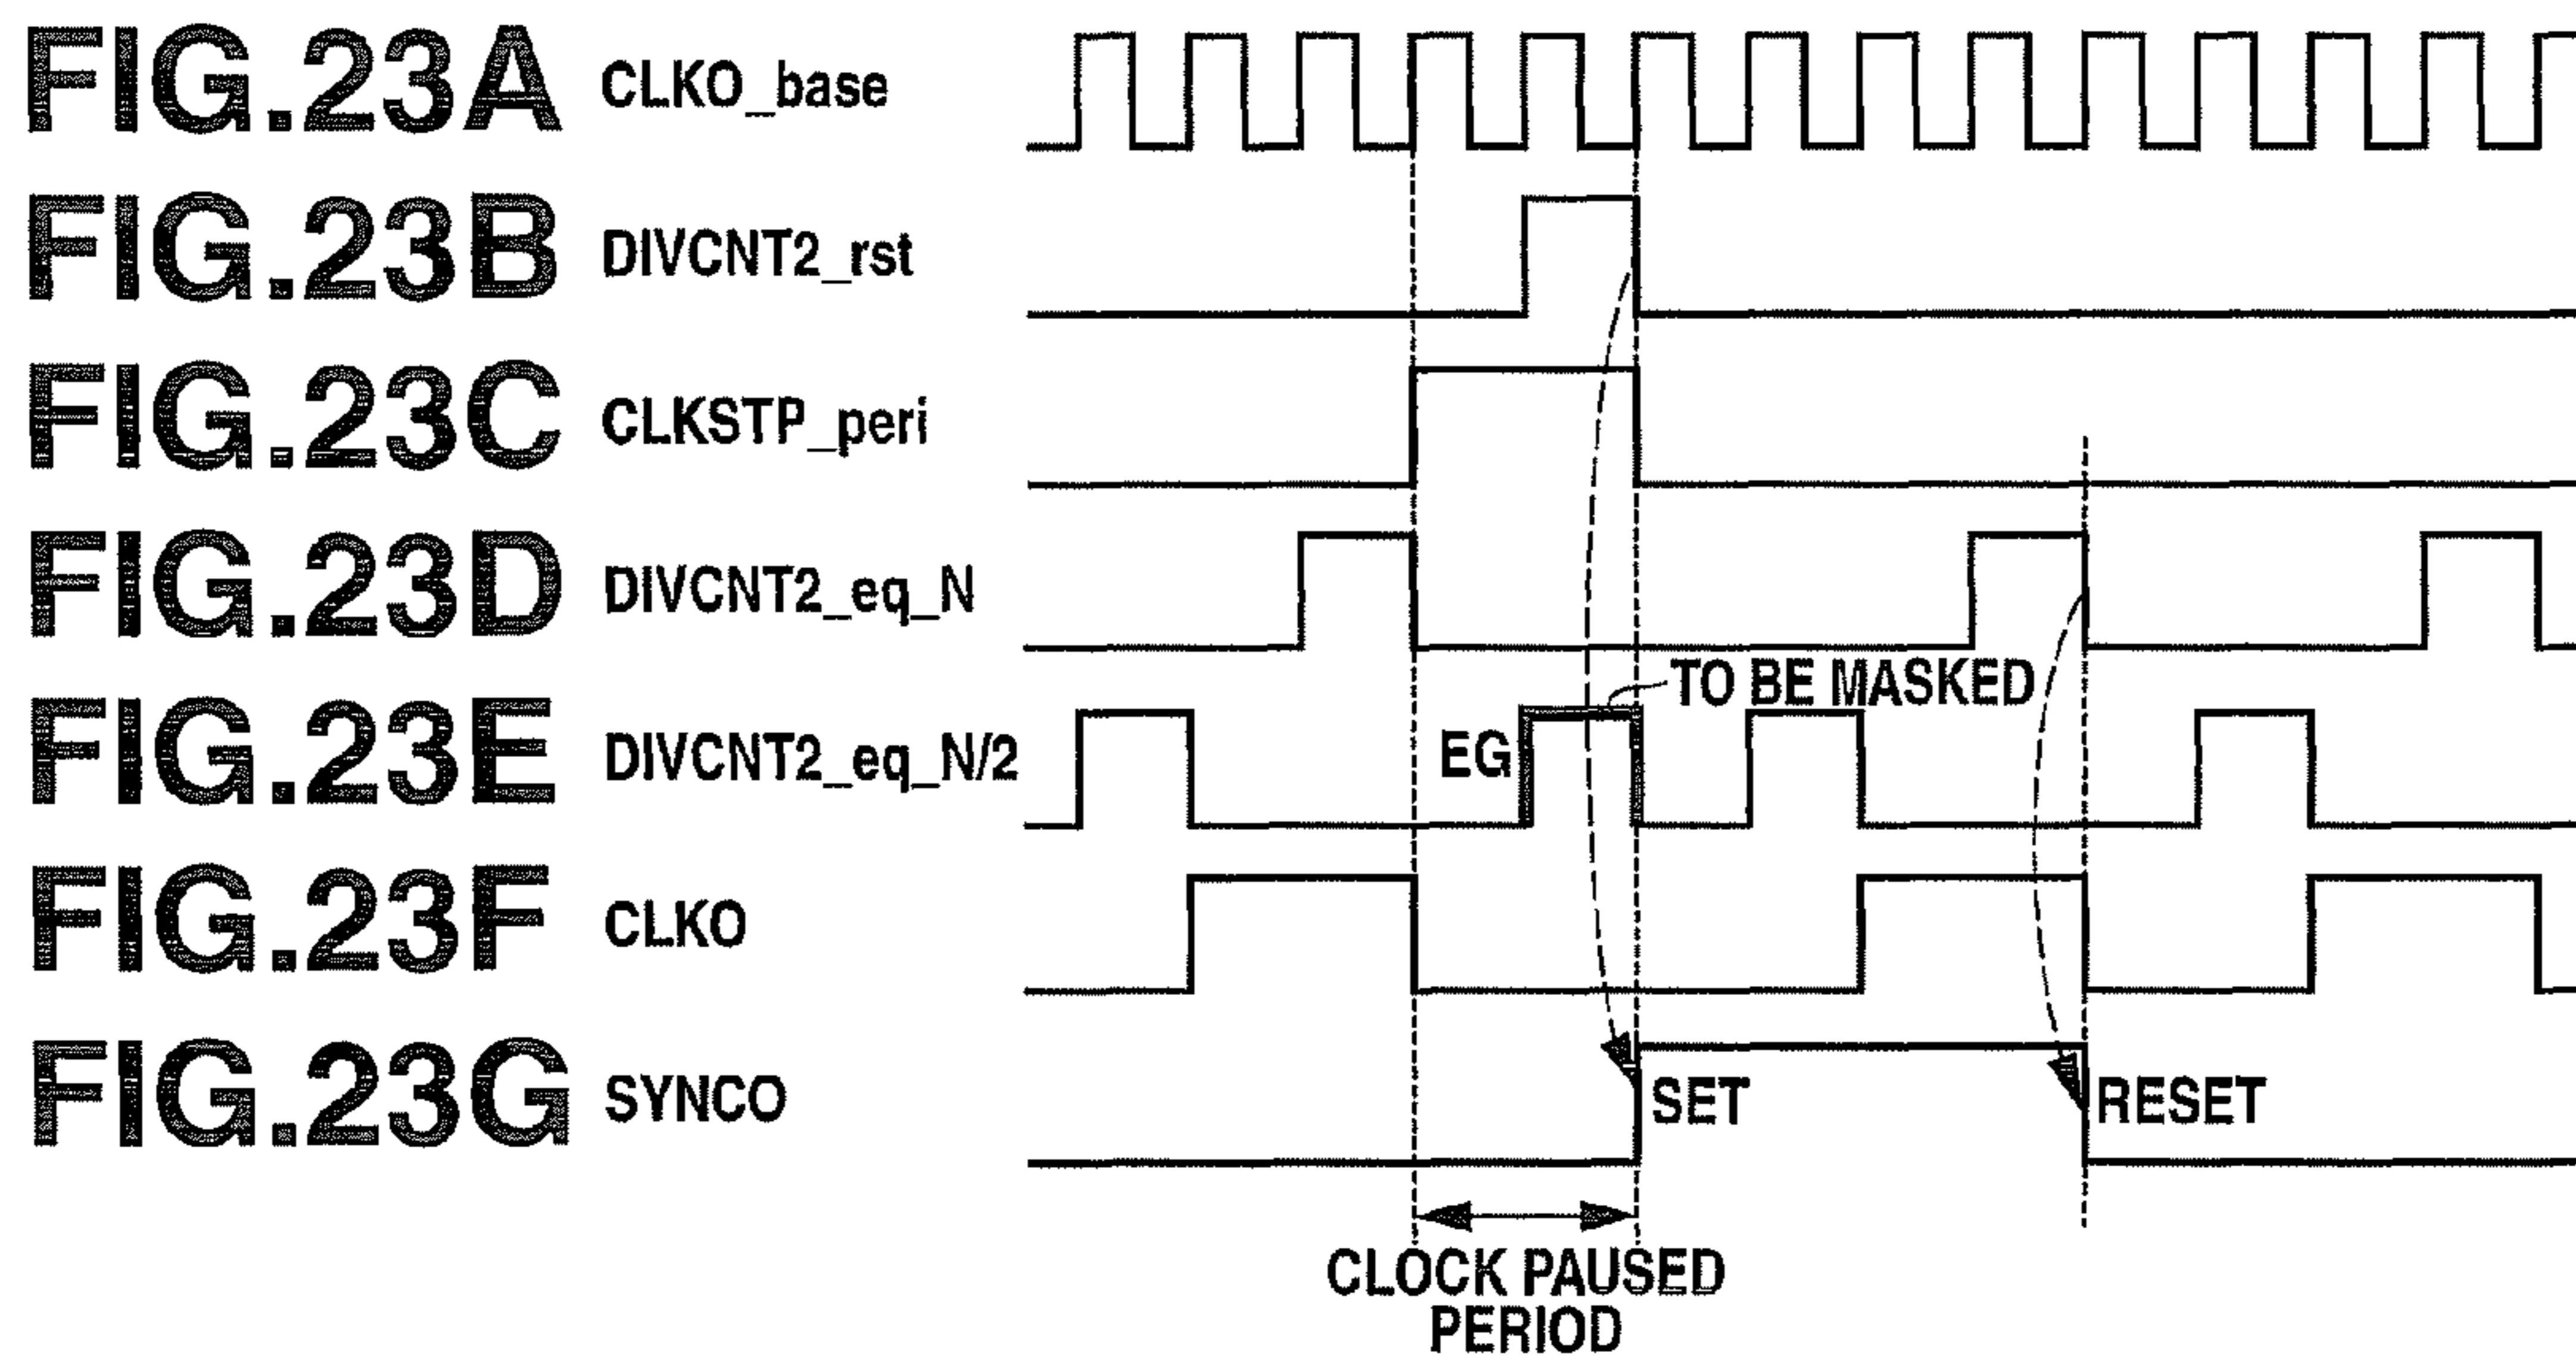 FIG.23A CLKO_base
FIG.23B DIVCNT2_rst
FIG.23C CLKSTP_peri
FIG.23D DIVCNT2_eq_N
TO BE MASKED
FIG.23E DIVCNT2_eq_N/2 EG
FIG.23F CLKO
FIG.23G SYNCO SET RESET
CLOCK PAUSED
PERIOD